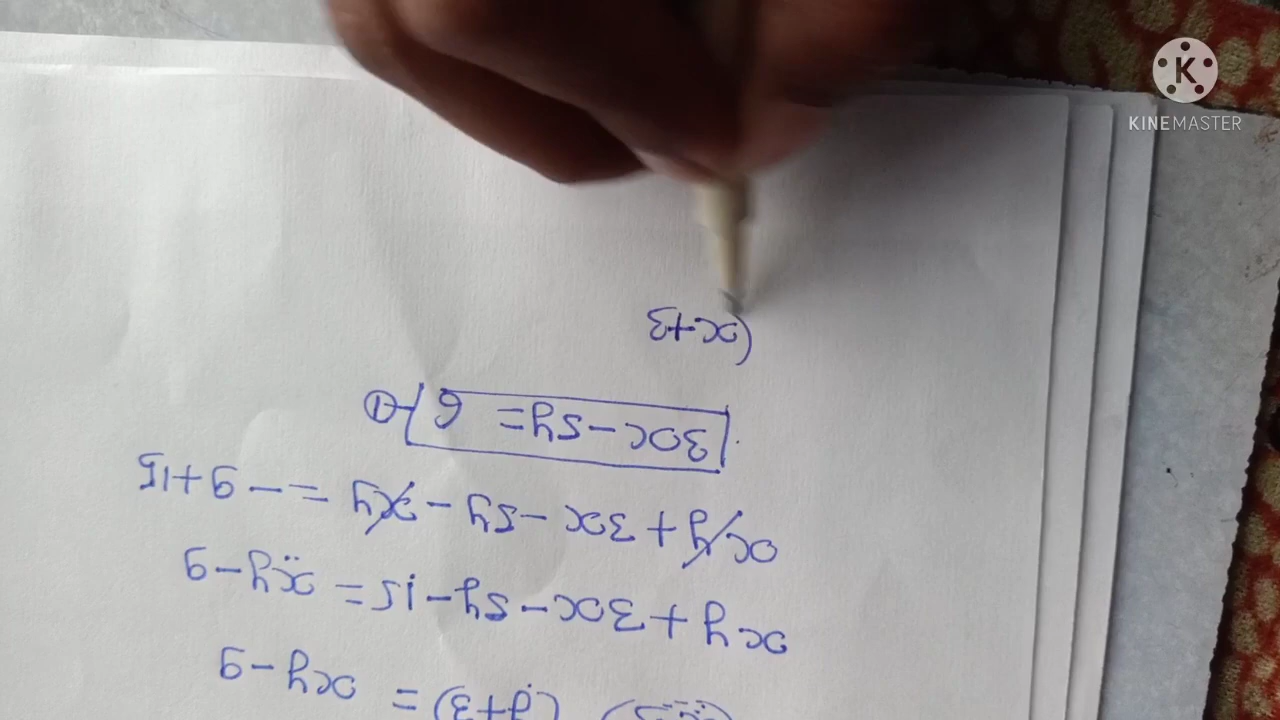 (y+3) = xy-9
xy+3x-5y-15 = xy-9
xy+3x-5y-xy = -9+15
3x-5y= 6 -①
(x+3
KINEMASTER